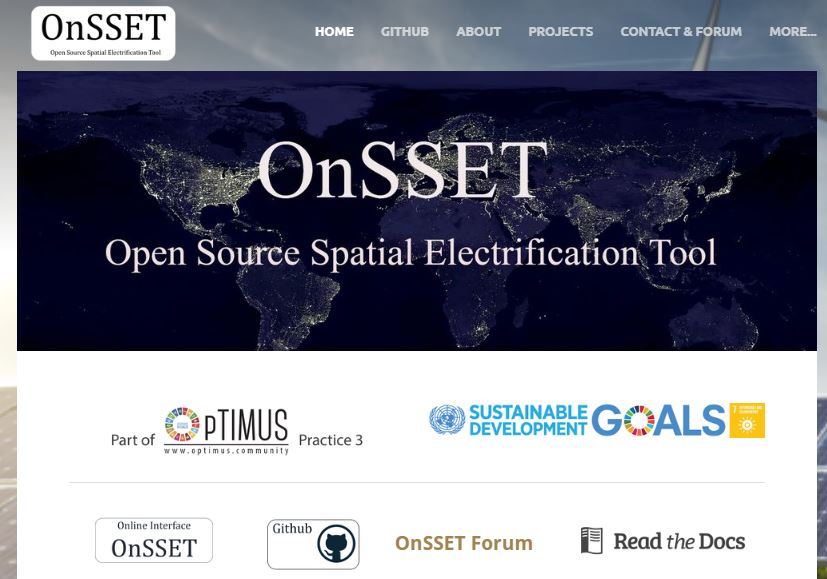 OnSSET
Open Source Spatial Electrification Tool
HOME GITHUB ABOUT PROJECTS CONTACT & FORUM MORE...
OnSSET
Open Source Spatial Electrification Tool
Part of OPTIMUS Practice 3
www.optimus.community
SUSTAINABLE
DEVELOPMENT
GOALS
7
Online Interface
OnSSET
Github
OnSSET Forum
Read the Docs